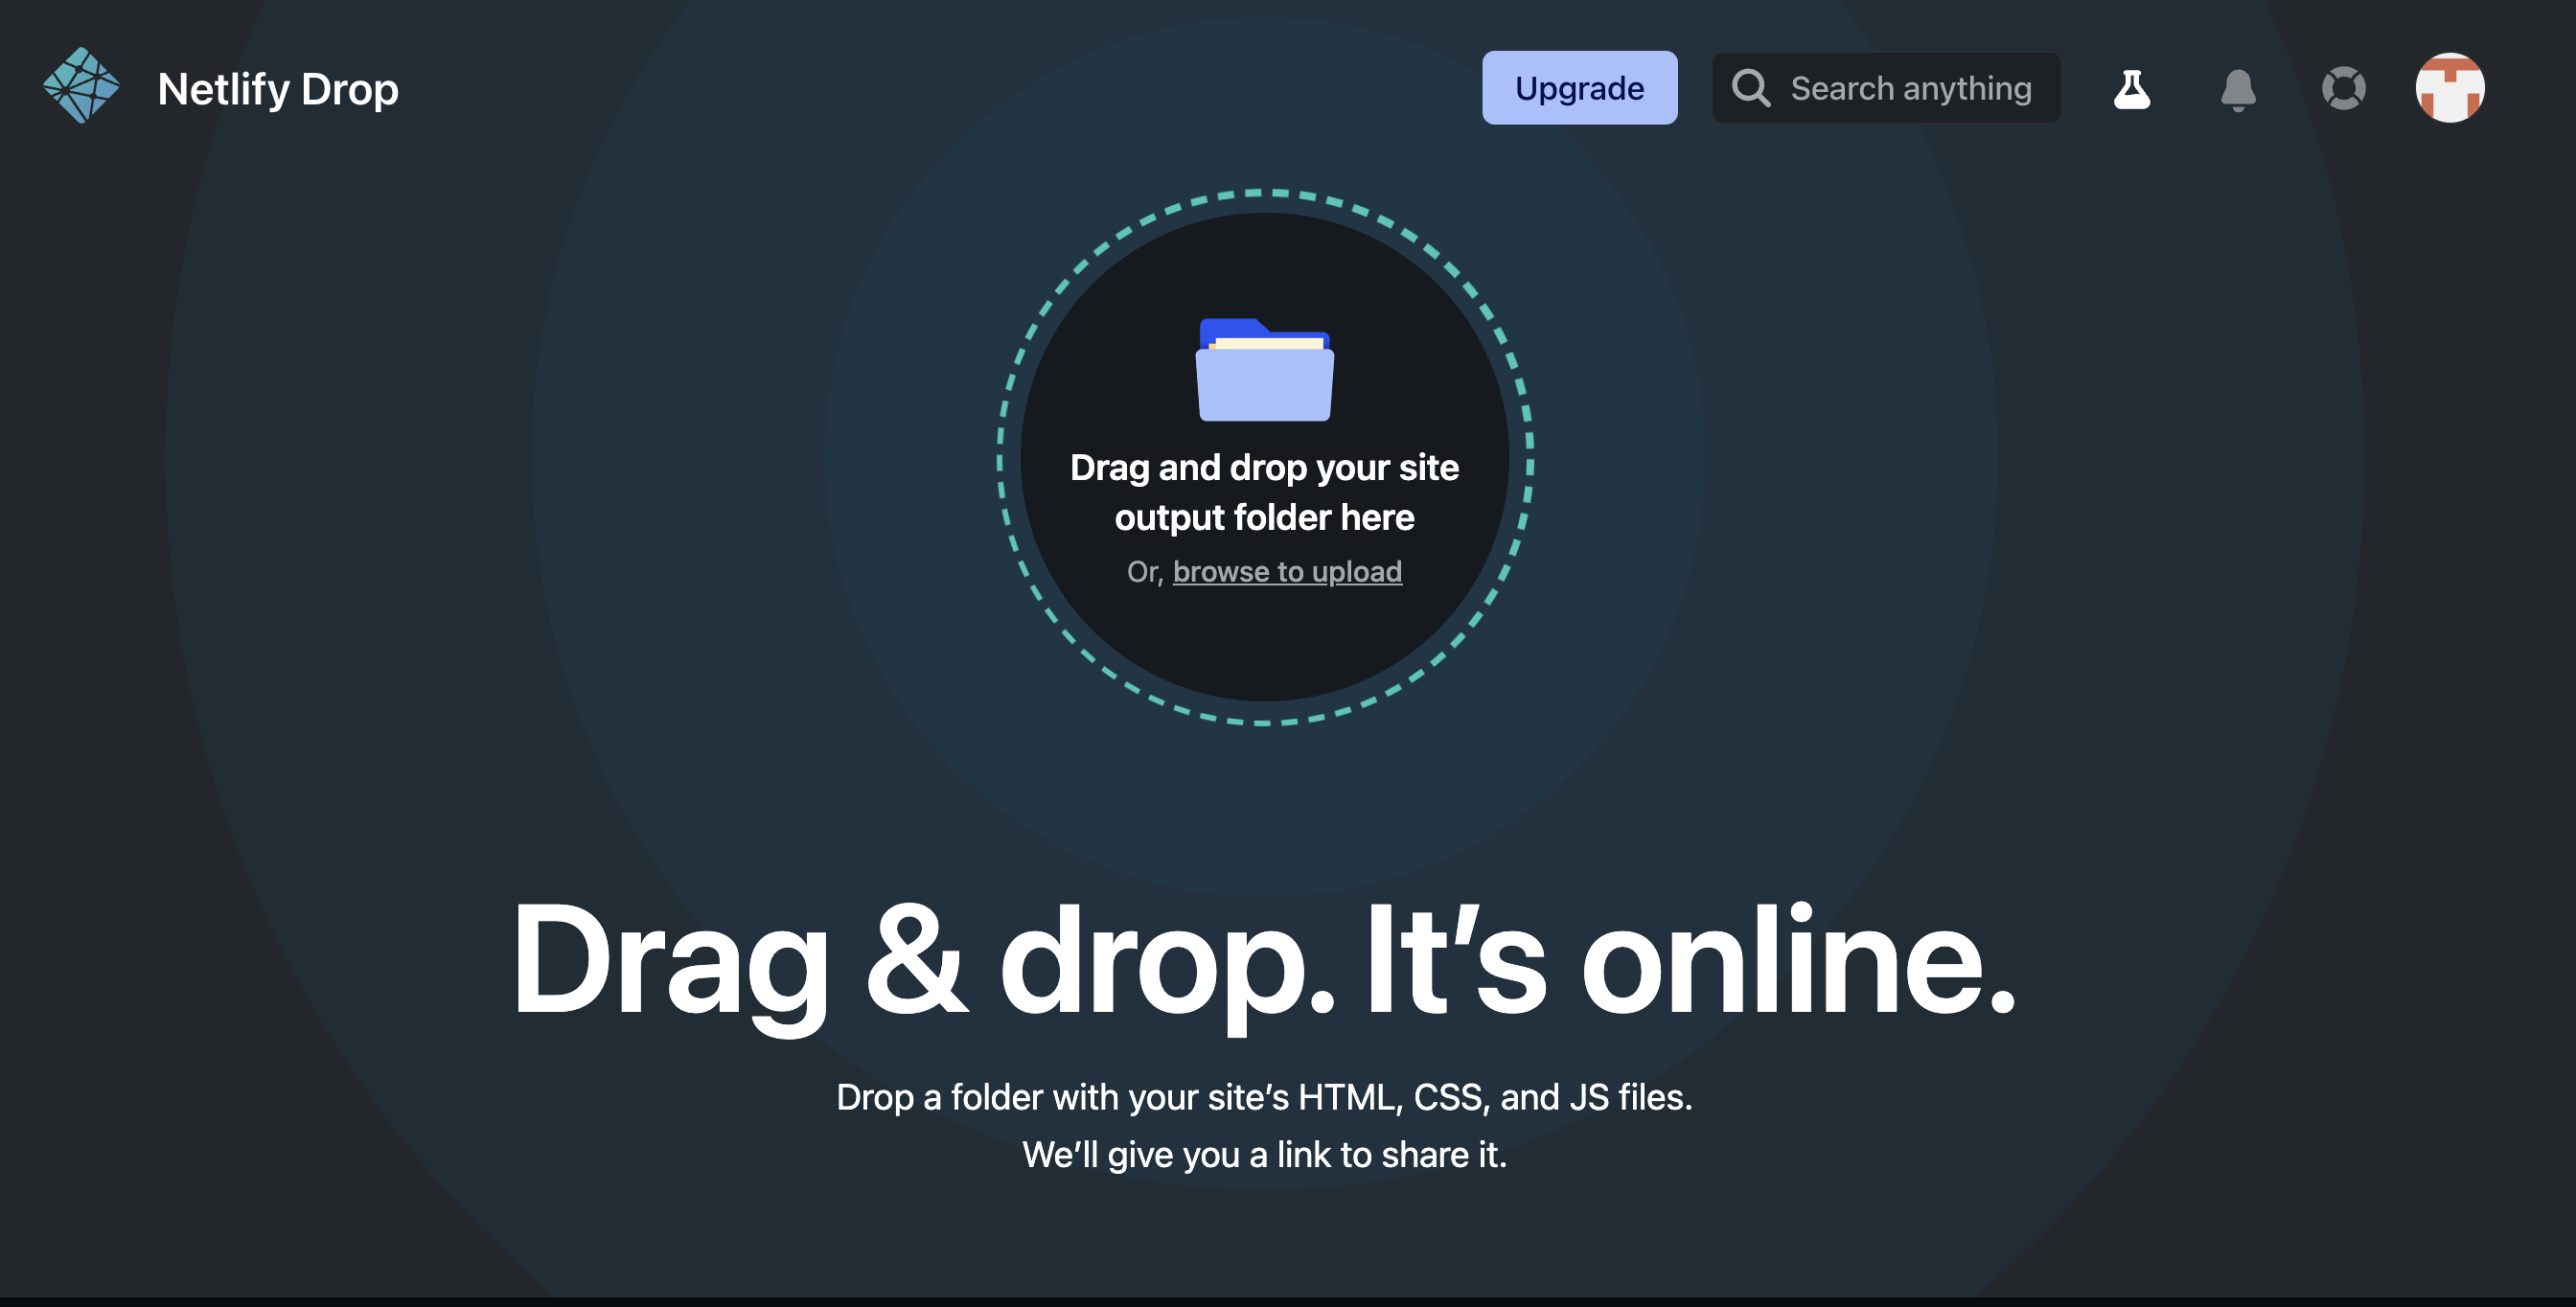 Netlify Drop
Upgrade
Search anything
Drag and drop your site
output folder here
Or, browse to upload
Drag & drop. It’s online.
Drop a folder with your site’s HTML, CSS, and JS files.
We’ll give you a link to share it.